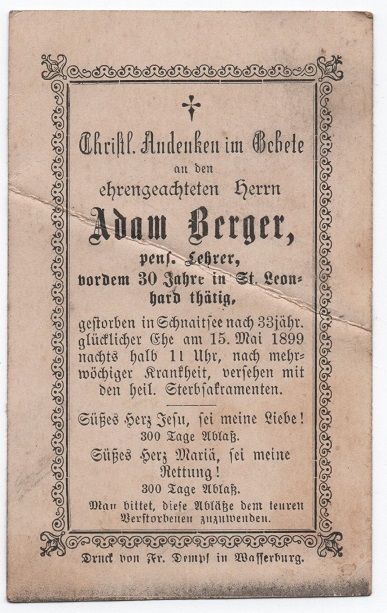 †
Christl. Andenken im Gebete
an den
ehrengeachteten Herrn
Adam Berger,
pens. Lehrer,
vordem 30 Jahre in St. Leon-
hard thätig,
gestorben in Schnaitsee nach 33jähr.
glücklicher Ehe am 15. Mai 1899
nachts halb 11 Uhr, nach mehr-
wöchiger Krankheit, versehen mit
den heil. Sterbsakramenten.
Süßes Herz Jesu, sei meine Liebe!
300 Tage Ablaß.
Süßes Herz Mariä, sei meine
Rettung!
300 Tage Ablaß.
Man bittet, diese Abläße dem teuren
Verstorbenen zuzuwenden.
Druck von Fr. Dempf in Wasserburg.